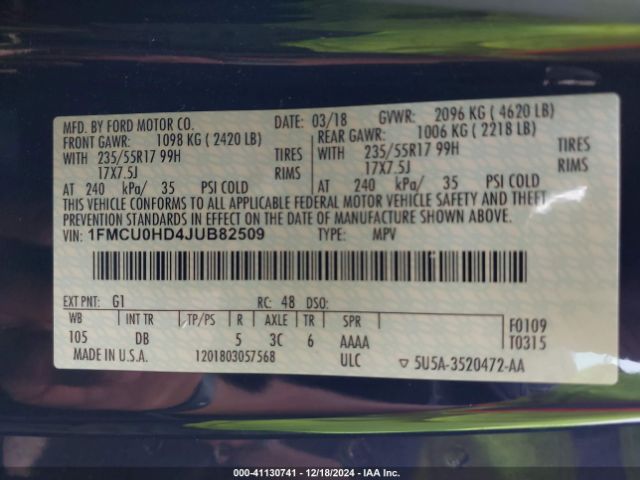 MFD. BY FORD MOTOR CO. DATE: 03/18 GVWR: 2096 KG ( 4620 LB)
FRONT GAWR: 1098 KG ( 2420 LB) REAR GAWR: 1006 KG ( 2218 LB)
WITH 235/55R17 99H TIRES WITH 235/55R17 99H TIRES
17X7.5J RIMS 17X7.5J RIMS
AT 240 kPa/ 35 PSI COLD AT 240 kPa/ 35 PSI COLD
THIS VEHICLE CONFORMS TO ALL APPLICABLE FEDERAL MOTOR VEHICLE SAFETY AND BUMPER AND THEFT
PREVENTION STANDARDS IN EFFECT ON THE DATE OF MANUFACTURE SHOWN ABOVE.
VIN: 1FMCU0HD4JUB82509 TYPE: MPV
EXT PNT: G1 RC: 48 DSO:
WB INT TR TP/PS R AXLE TR SPR F0109
105 DB 5 3C 6 AAAA T0315
MADE IN U.S.A. 1201803057568 ULC ▽ 5U5A-3520472-AA
000-41130741 - 12/18/2024 - IAA Inc.